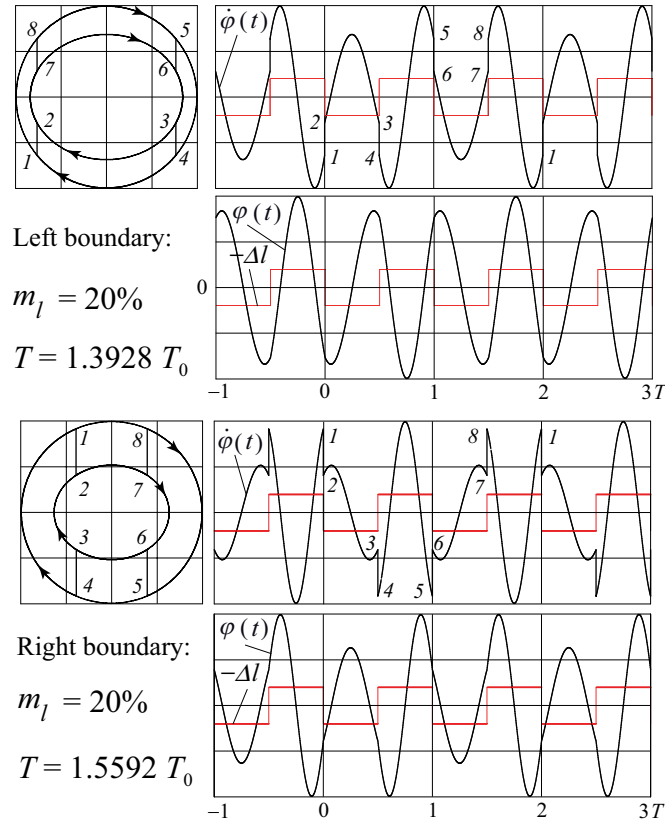 8 5
7 6
2 3
1 4
φ̇(t) 5 8
6 7
2 3
1 4 1
Left boundary:
m_l = 20%
T = 1.3928 T_0
φ(t)
−Δl
0
−1 0 1 2 3T
1 8
2 7
3 6
4 5
φ̇(t) 1 8 1
2 7
3 6
4 5
Right boundary:
m_l = 20%
T = 1.5592 T_0
φ(t)
−Δl
−1 0 1 2 3T